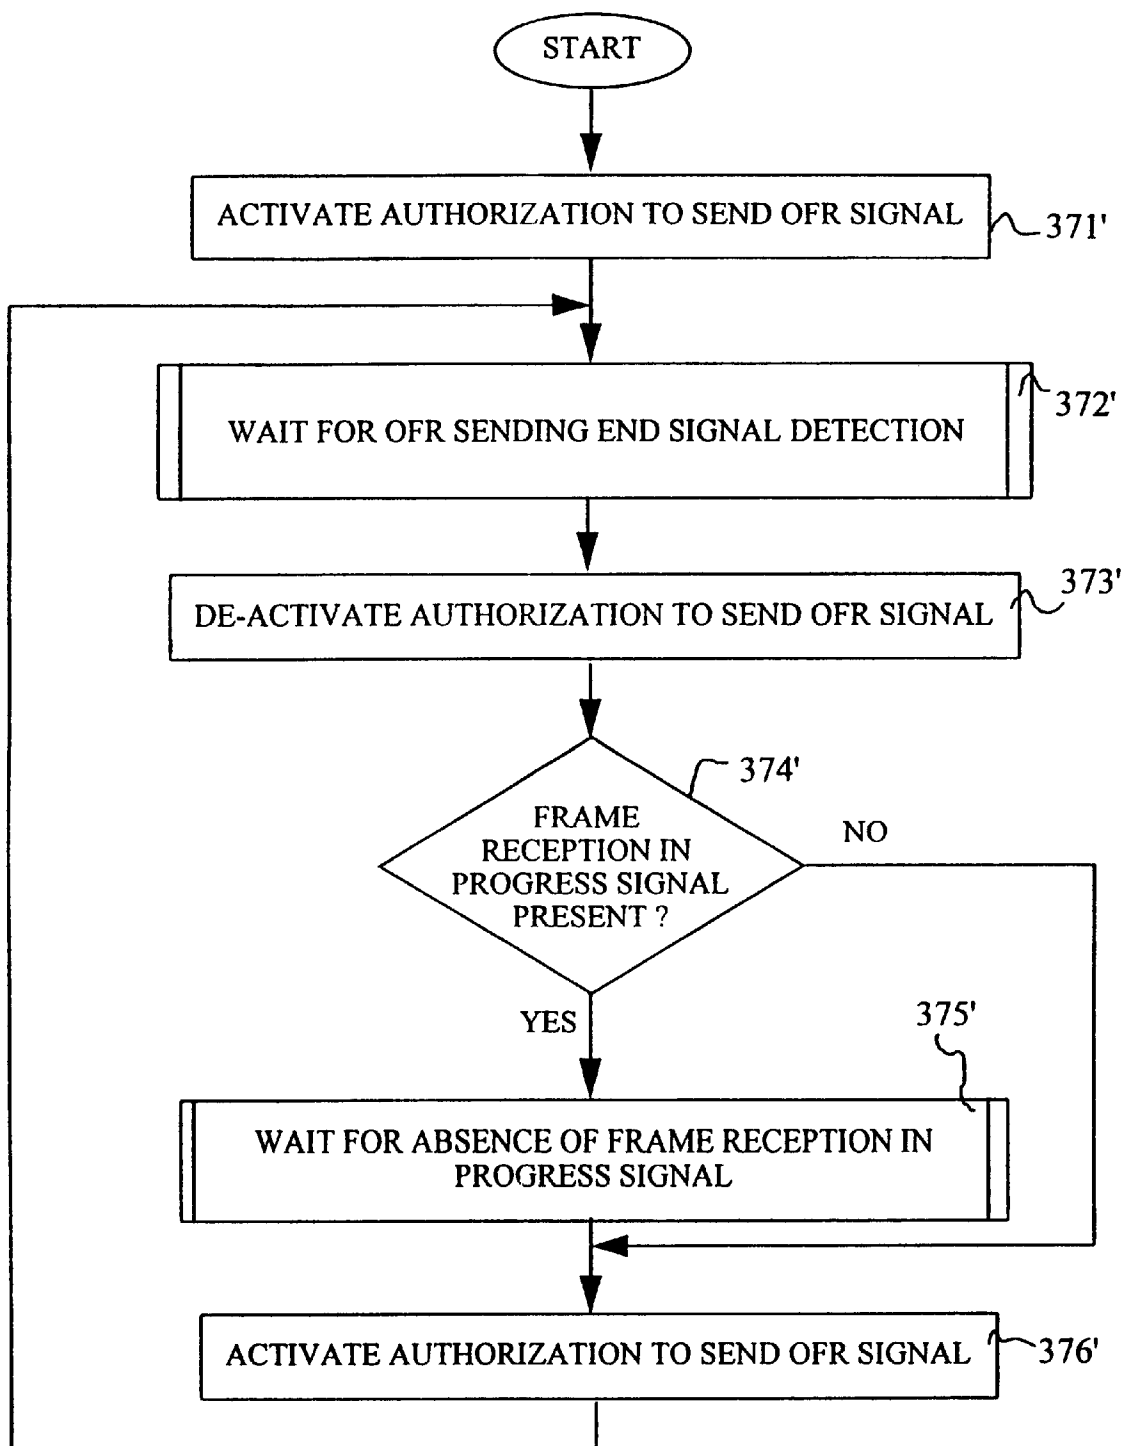 START
ACTIVATE AUTHORIZATION TO SEND OFR SIGNAL
371'
372'
WAIT FOR OFR SENDING END SIGNAL DETECTION
373'
DE-ACTIVATE AUTHORIZATION TO SEND OFR SIGNAL
374'
FRAME
RECEPTION IN
PROGRESS SIGNAL
PRESENT ?
NO
YES
375'
WAIT FOR ABSENCE OF FRAME RECEPTION IN
PROGRESS SIGNAL
ACTIVATE AUTHORIZATION TO SEND OFR SIGNAL
376'